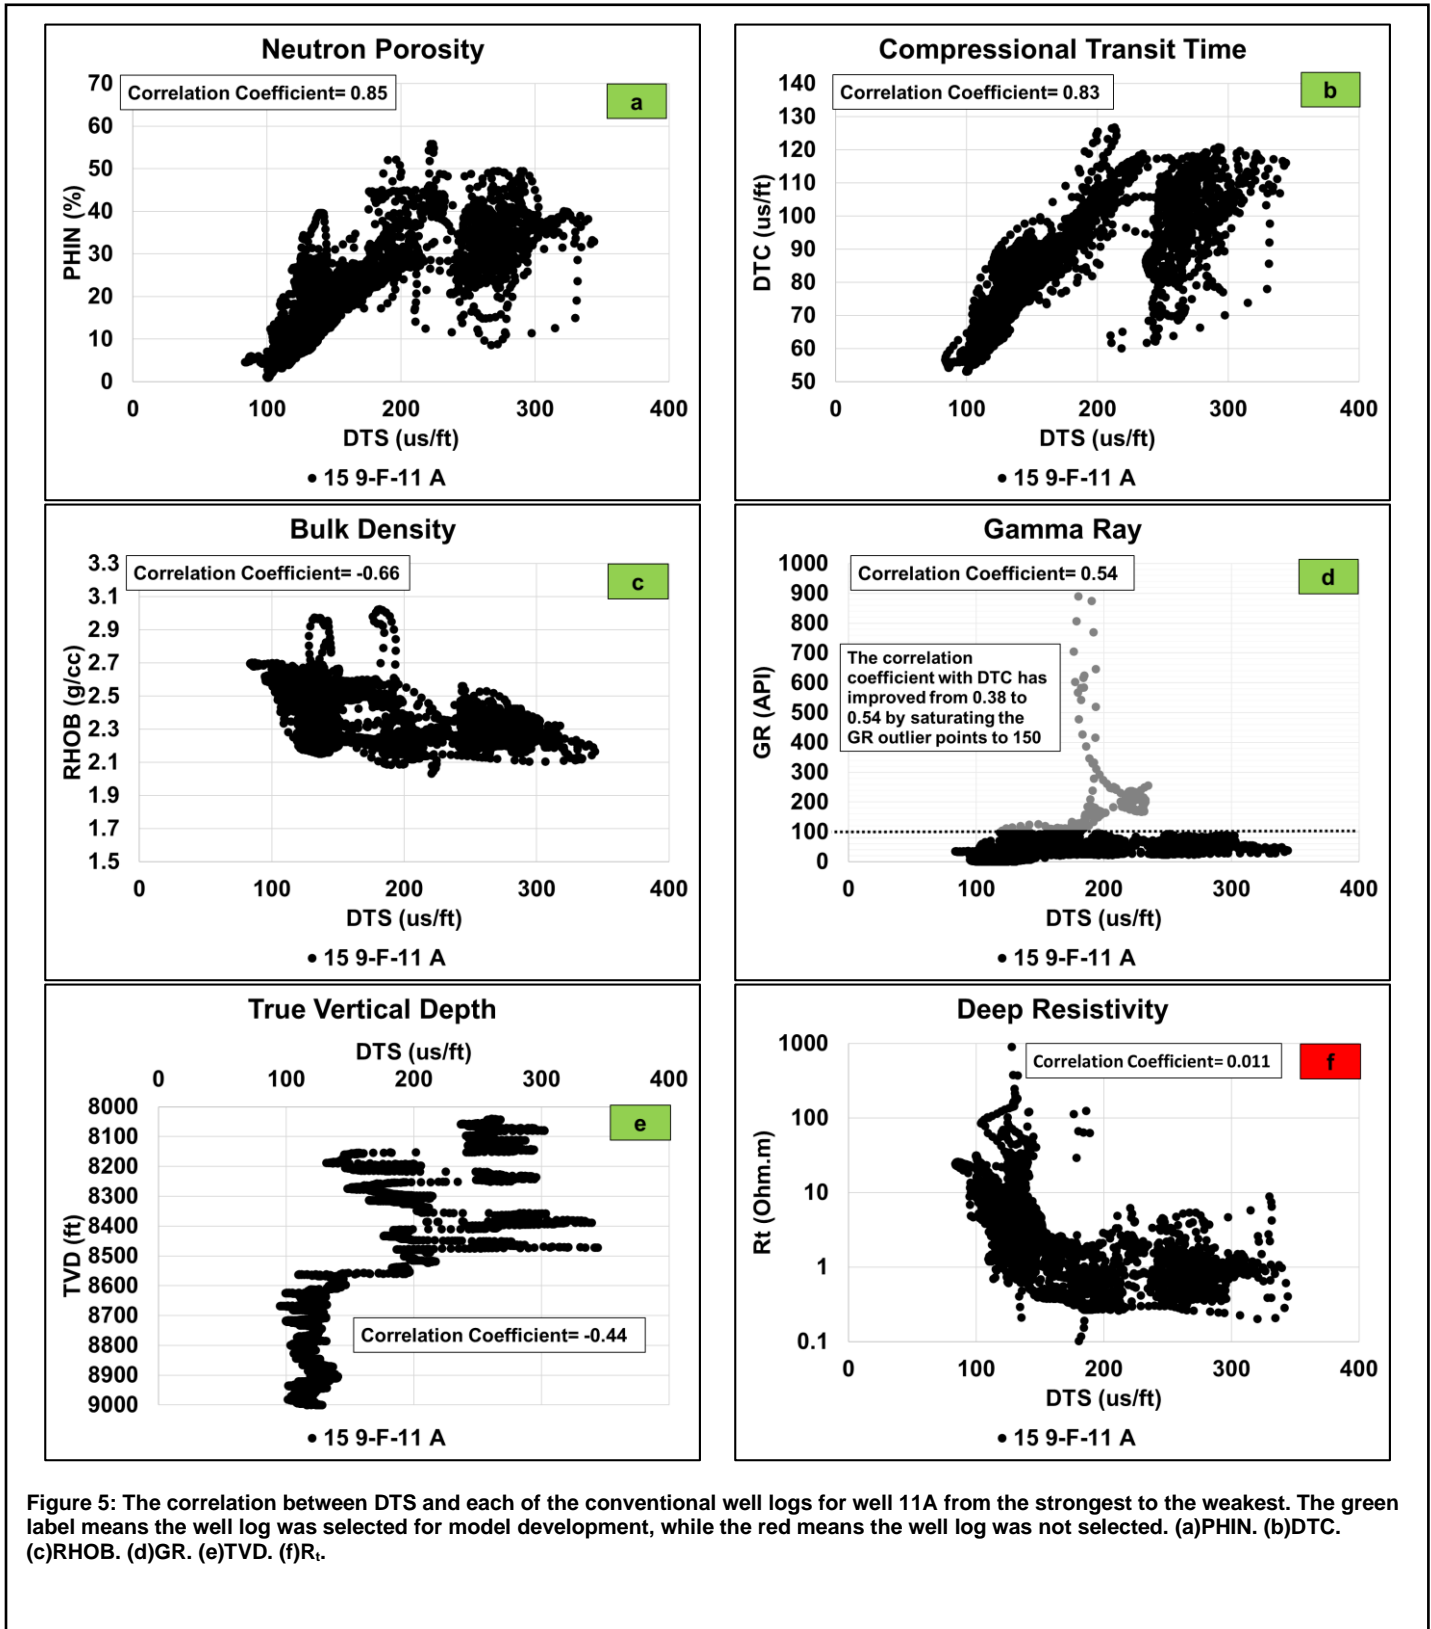 Neutron Porosity
Correlation Coefficient= 0.85
a
70
60
50
40
30
20
10
0
PHIN (%)
0 100 200 300 400
DTS (us/ft)
• 15 9-F-11 A
Compressional Transit Time
Correlation Coefficient= 0.83
b
140
130
120
110
100
90
80
70
60
50
DTC (us/ft)
0 100 200 300 400
DTS (us/ft)
• 15 9-F-11 A
Bulk Density
Correlation Coefficient= -0.66
c
3.3
3.1
2.9
2.7
2.5
2.3
2.1
1.9
1.7
1.5
RHOB (g/cc)
0 100 200 300 400
DTS (us/ft)
• 15 9-F-11 A
Gamma Ray
Correlation Coefficient= 0.54
d
1000
900
800
700
600
500
400
300
200
100
0
GR (API)
The correlation
coefficient with DTC has
improved from 0.38 to
0.54 by saturating the
GR outlier points to 150
0 100 200 300 400
DTS (us/ft)
• 15 9-F-11 A
True Vertical Depth
DTS (us/ft)
0 100 200 300 400
e
8000
8100
8200
8300
8400
8500
8600
8700
8800
8900
9000
TVD (ft)
Correlation Coefficient= -0.44
• 15 9-F-11 A
Deep Resistivity
Correlation Coefficient= 0.011
f
1000
100
10
1
0.1
Rt (Ohm.m)
0 100 200 300 400
DTS (us/ft)
• 15 9-F-11 A
Figure 5: The correlation between DTS and each of the conventional well logs for well 11A from the strongest to the weakest. The green
label means the well log was selected for model development, while the red means the well log was not selected. (a)PHIN. (b)DTC.
(c)RHOB. (d)GR. (e)TVD. (f)Rt.